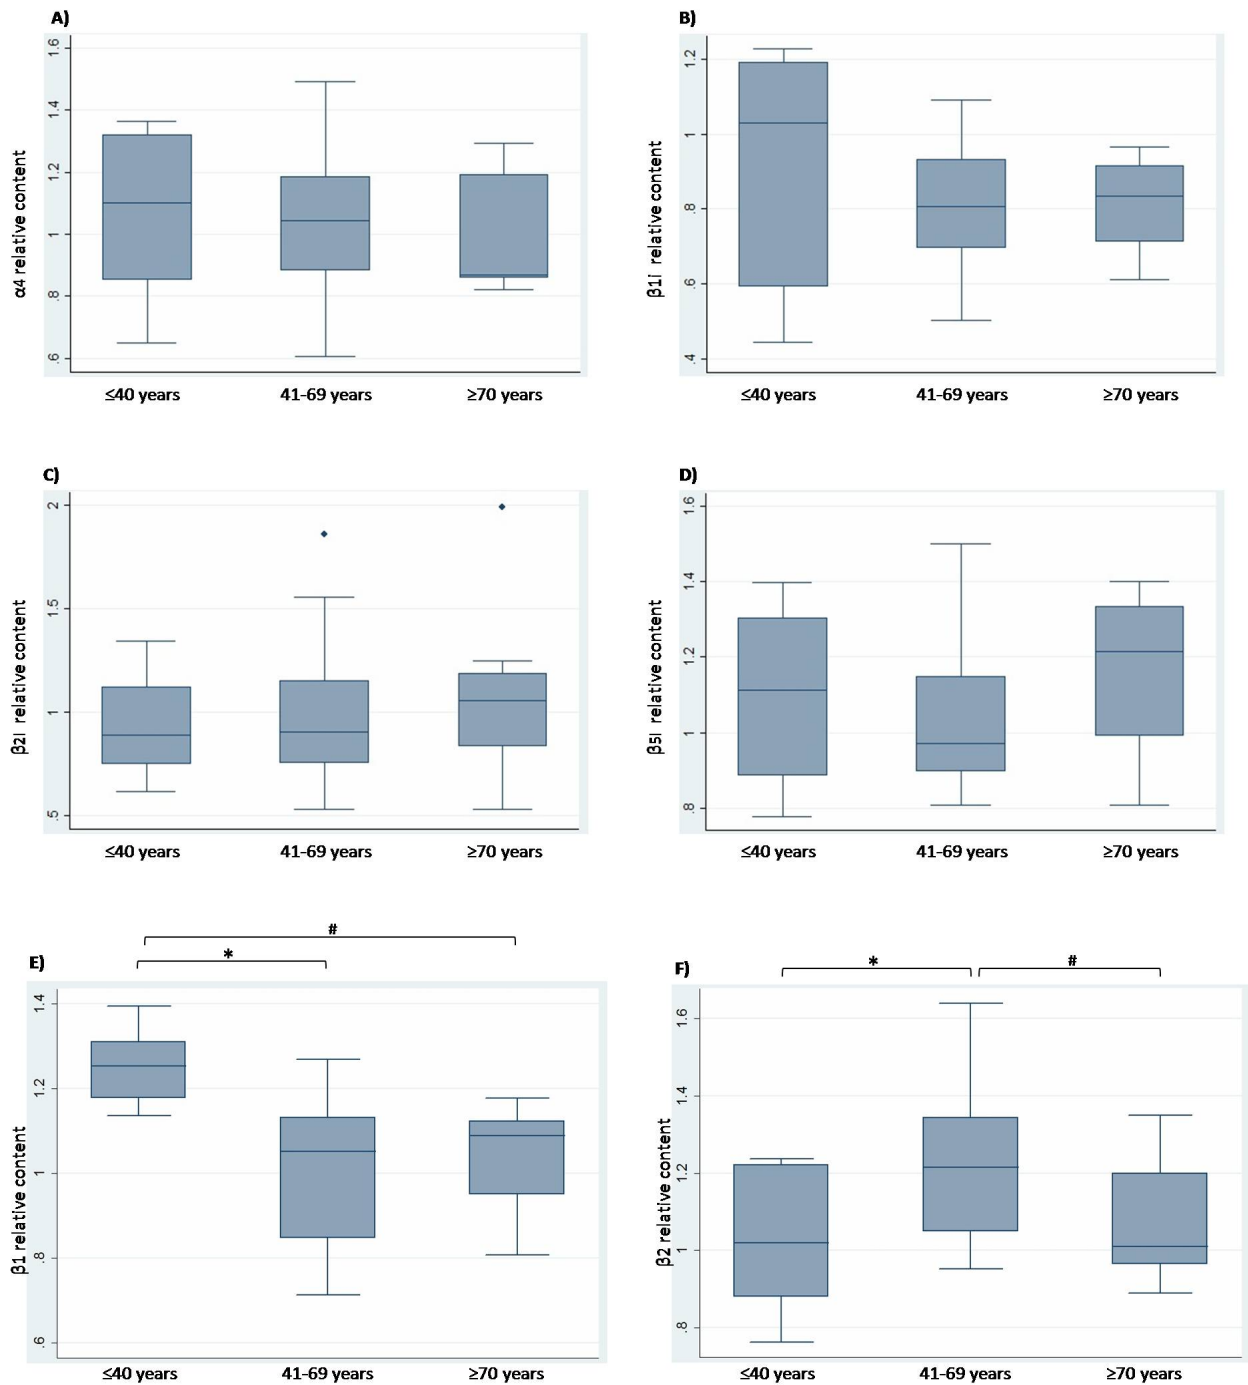 A)
α4 relative content
1.6
1.4
1.2
1
.8
.6
≤40 years 41-69 years ≥70 years
B)
β1i relative content
1.2
1
.8
.6
.4
≤40 years 41-69 years ≥70 years
C)
β2I relative content
2
1.5
1
.5
≤40 years 41-69 years ≥70 years
D)
β5I relative content
1.6
1.4
1.2
1
.8
≤40 years 41-69 years ≥70 years
E)
#
*
β1 relative content
1.4
1.2
1
.8
.6
≤40 years 41-69 years ≥70 years
F)
* #
β2 relative content
1.6
1.4
1.2
1
.8
≤40 years 41-69 years ≥70 years